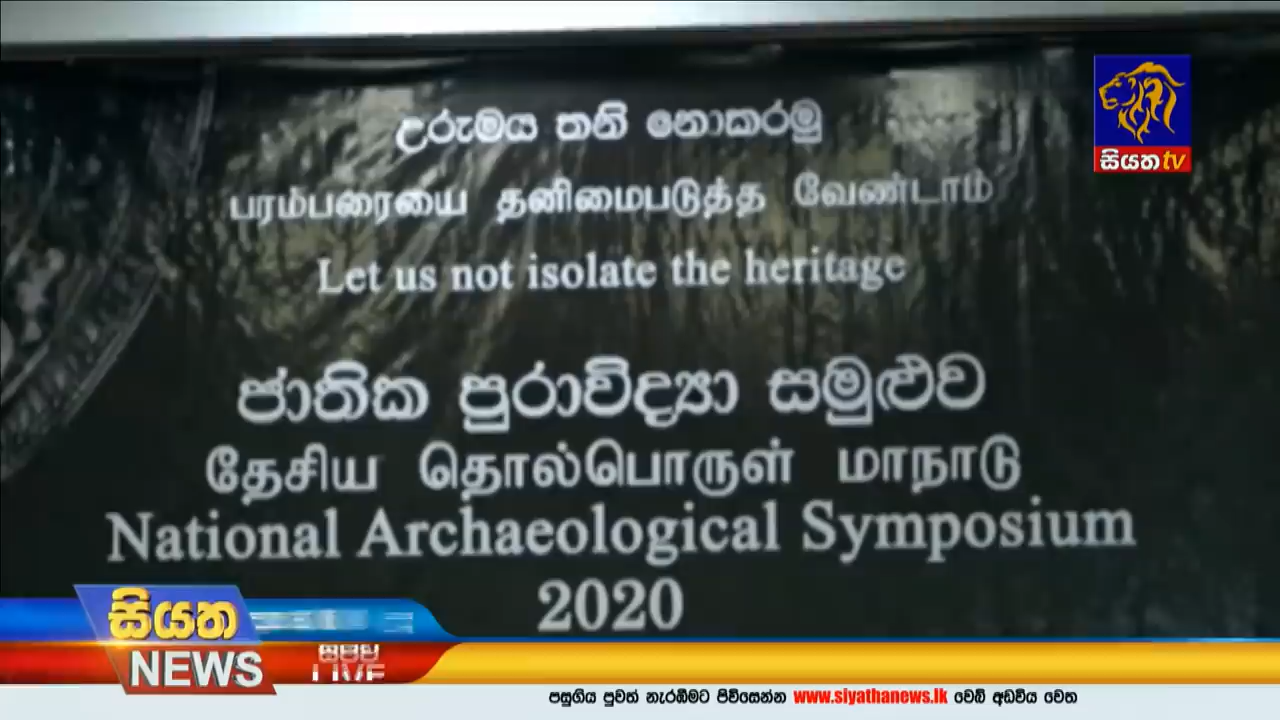 උරුමය තනි නොකරමු
பரம்பரையை தனிமைபடுத்த வேண்டாம்
Let us not isolate the heritage
ජාතික පුරාවිද්‍යා සමුළුව
தேசிய தொல்பொருள் மாநாடு
National Archaeological Symposium
2020
සියත tv
සියත
NEWS
සජීව
LIVE
පසුගිය පුවත් නැරඹීමට පිවිසෙන්න www.siyathanews.lk වෙබ් අඩවිය වෙත